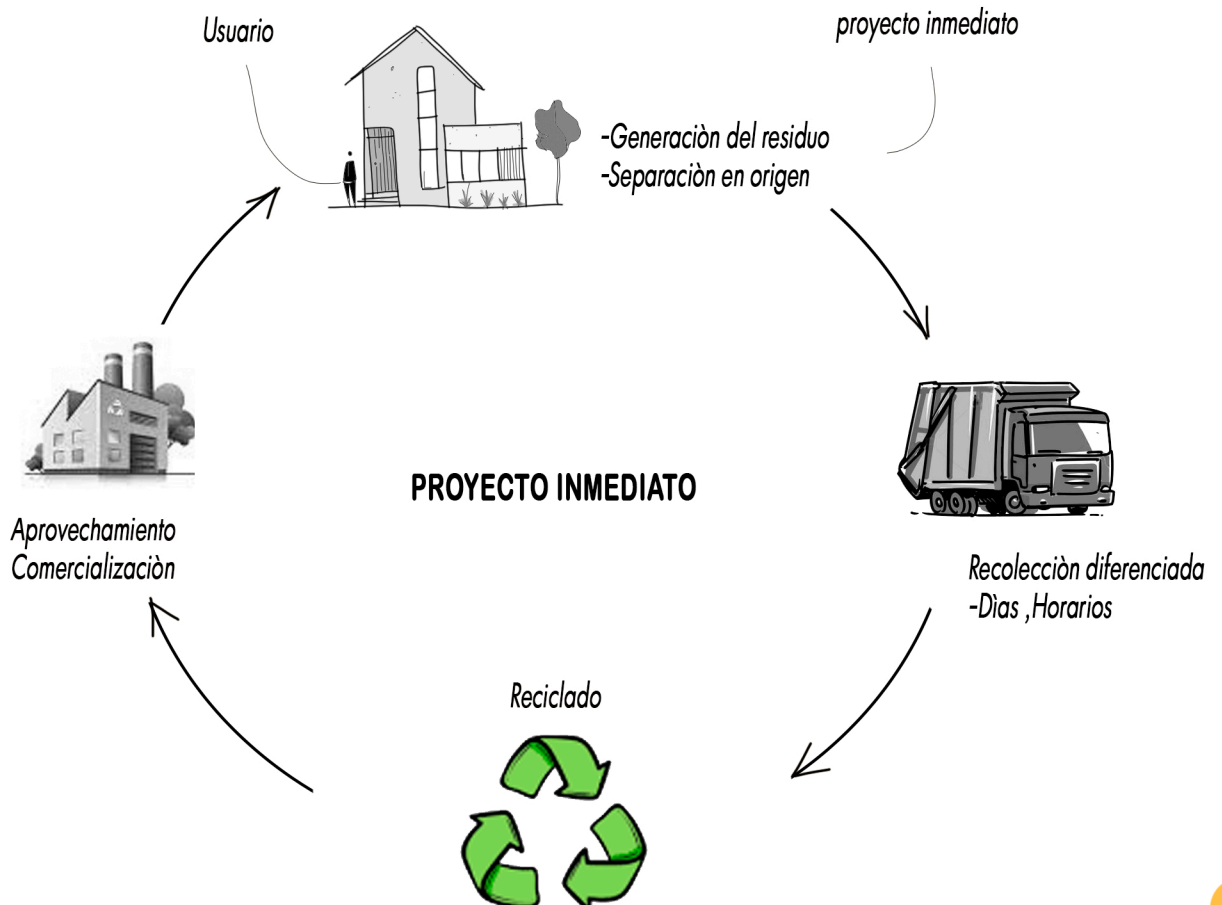 Usuario
proyecto inmediato
-Generaciòn del residuo
-Separaciòn en origen
PROYECTO INMEDIATO
Aprovechamiento
Comercializaciòn
Recolecciòn diferenciada
-Dìas ,Horarios
Reciclado